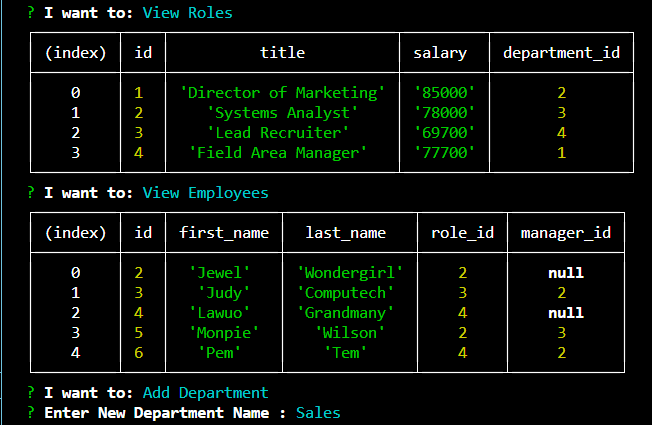 ? I want to: View Roles
(index) id title salary department_id
0 1 'Director of Marketing' '85000' 2
1 2 'Systems Analyst' '78000' 3
2 3 'Lead Recruiter' '69700' 4
3 4 'Field Area Manager' '77700' 1
? I want to: View Employees
(index) id first_name last_name role_id manager_id
0 2 'Jewel' 'Wondergirl' 2 null
1 3 'Judy' 'Computech' 3 2
2 4 'Lawuo' 'Grandmany' 4 null
3 5 'Monpie' 'Wilson' 2 3
4 6 'Pem' 'Tem' 4 2
? I want to: Add Department
? Enter New Department Name : Sales